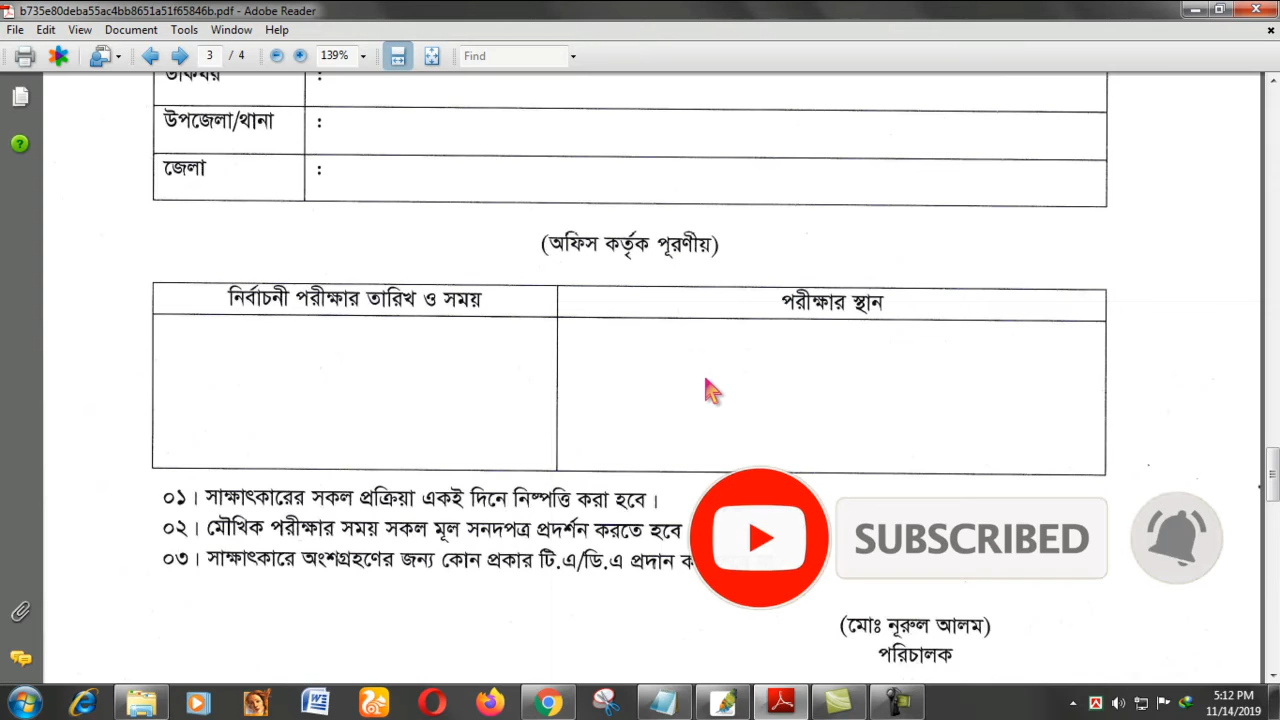 b735e80deba55ac4bb8651a51f65846b.pdf - Adobe Reader
File Edit View Document Tools Window Help
3 / 4 139% Find
ডাকঘর :
উপজেলা/থানা :
জেলা :
(অফিস কর্তৃক পূরণীয়)
নির্বাচনী পরীক্ষার তারিখ ও সময় পরীক্ষার স্থান
০১। সাক্ষাৎকারের সকল প্রক্রিয়া একই দিনে নিষ্পত্তি করা হবে।
০২। মৌখিক পরীক্ষার সময় সকল মূল সনদপত্র প্রদর্শন করতে হবে
০৩। সাক্ষাৎকারে অংশগ্রহণের জন্য কোন প্রকার টি.এ/ডি.এ প্রদান
SUBSCRIBED
(মোঃ নূরুল আলম)
পরিচালক
5:12 PM
11/14/2019